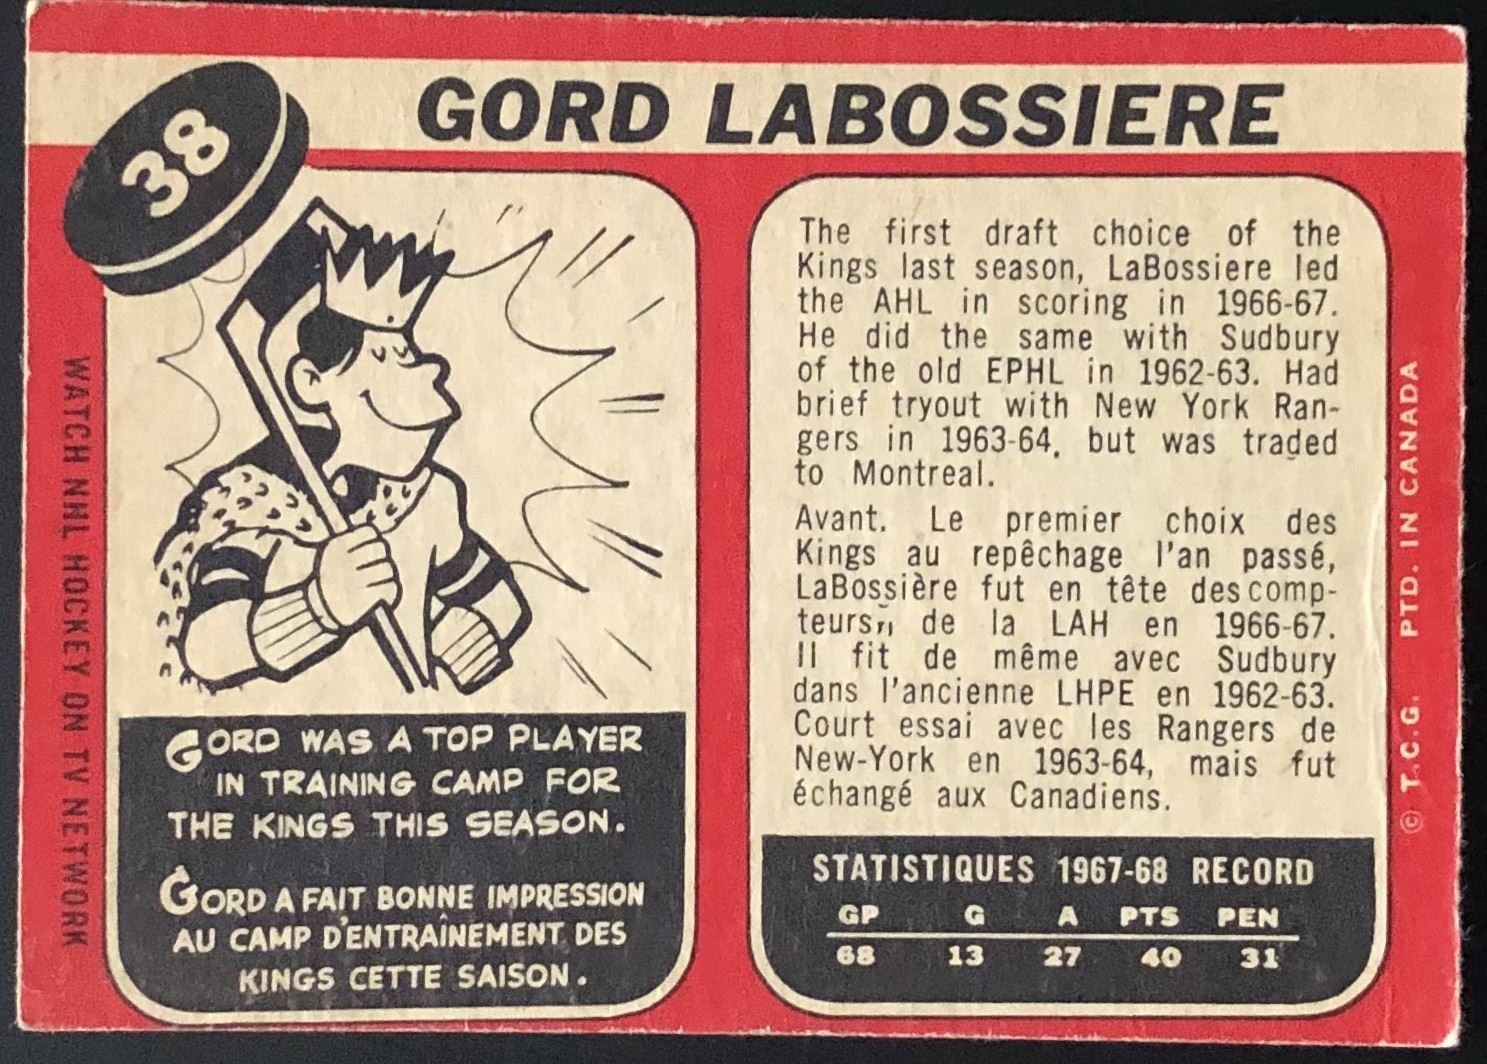 38
GORD LABOSSIERE
WATCH NHL HOCKEY ON TV NETWORK
GORD WAS A TOP PLAYER
IN TRAINING CAMP FOR
THE KINGS THIS SEASON.
GORD A FAIT BONNE IMPRESSION
AU CAMP D'ENTRAÎNEMENT DES
KINGS CETTE SAISON.
The first draft choice of the
Kings last season, LaBossiere led
the AHL in scoring in 1966-67.
He did the same with Sudbury
of the old EPHL in 1962-63. Had
brief tryout with New York Ran-
gers in 1963-64, but was traded
to Montreal.
Avant. Le premier choix des
Kings au repêchage l'an passé,
LaBossière fut en tête des comp-
teurs, de la LAH en 1966-67.
Il fit de même avec Sudbury
dans l'ancienne LHPE en 1962-63.
Court essai avec les Rangers de
New-York en 1963-64, mais fut
échangé aux Canadiens.
STATISTIQUES 1967-68 RECORD
GP G A PTS PEN
68 13 27 40 31
© T.C.G. PTD. IN CANADA